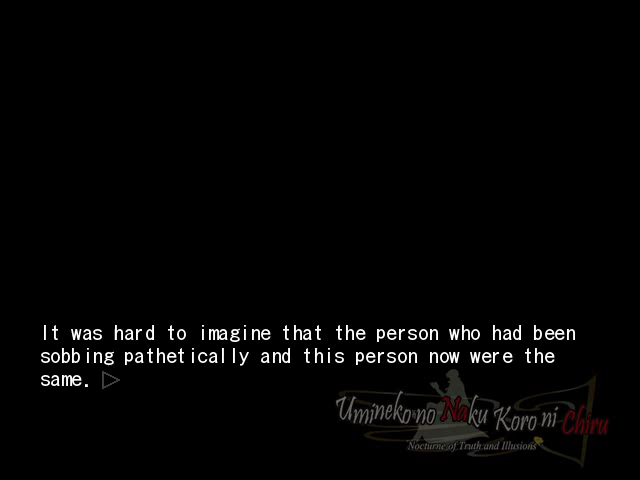 It was hard to imagine that the person who had been
sobbing pathetically and this person now were the
same.
Umineko no Naku Koro ni Chiru
Nocturne of Truth and Illusions